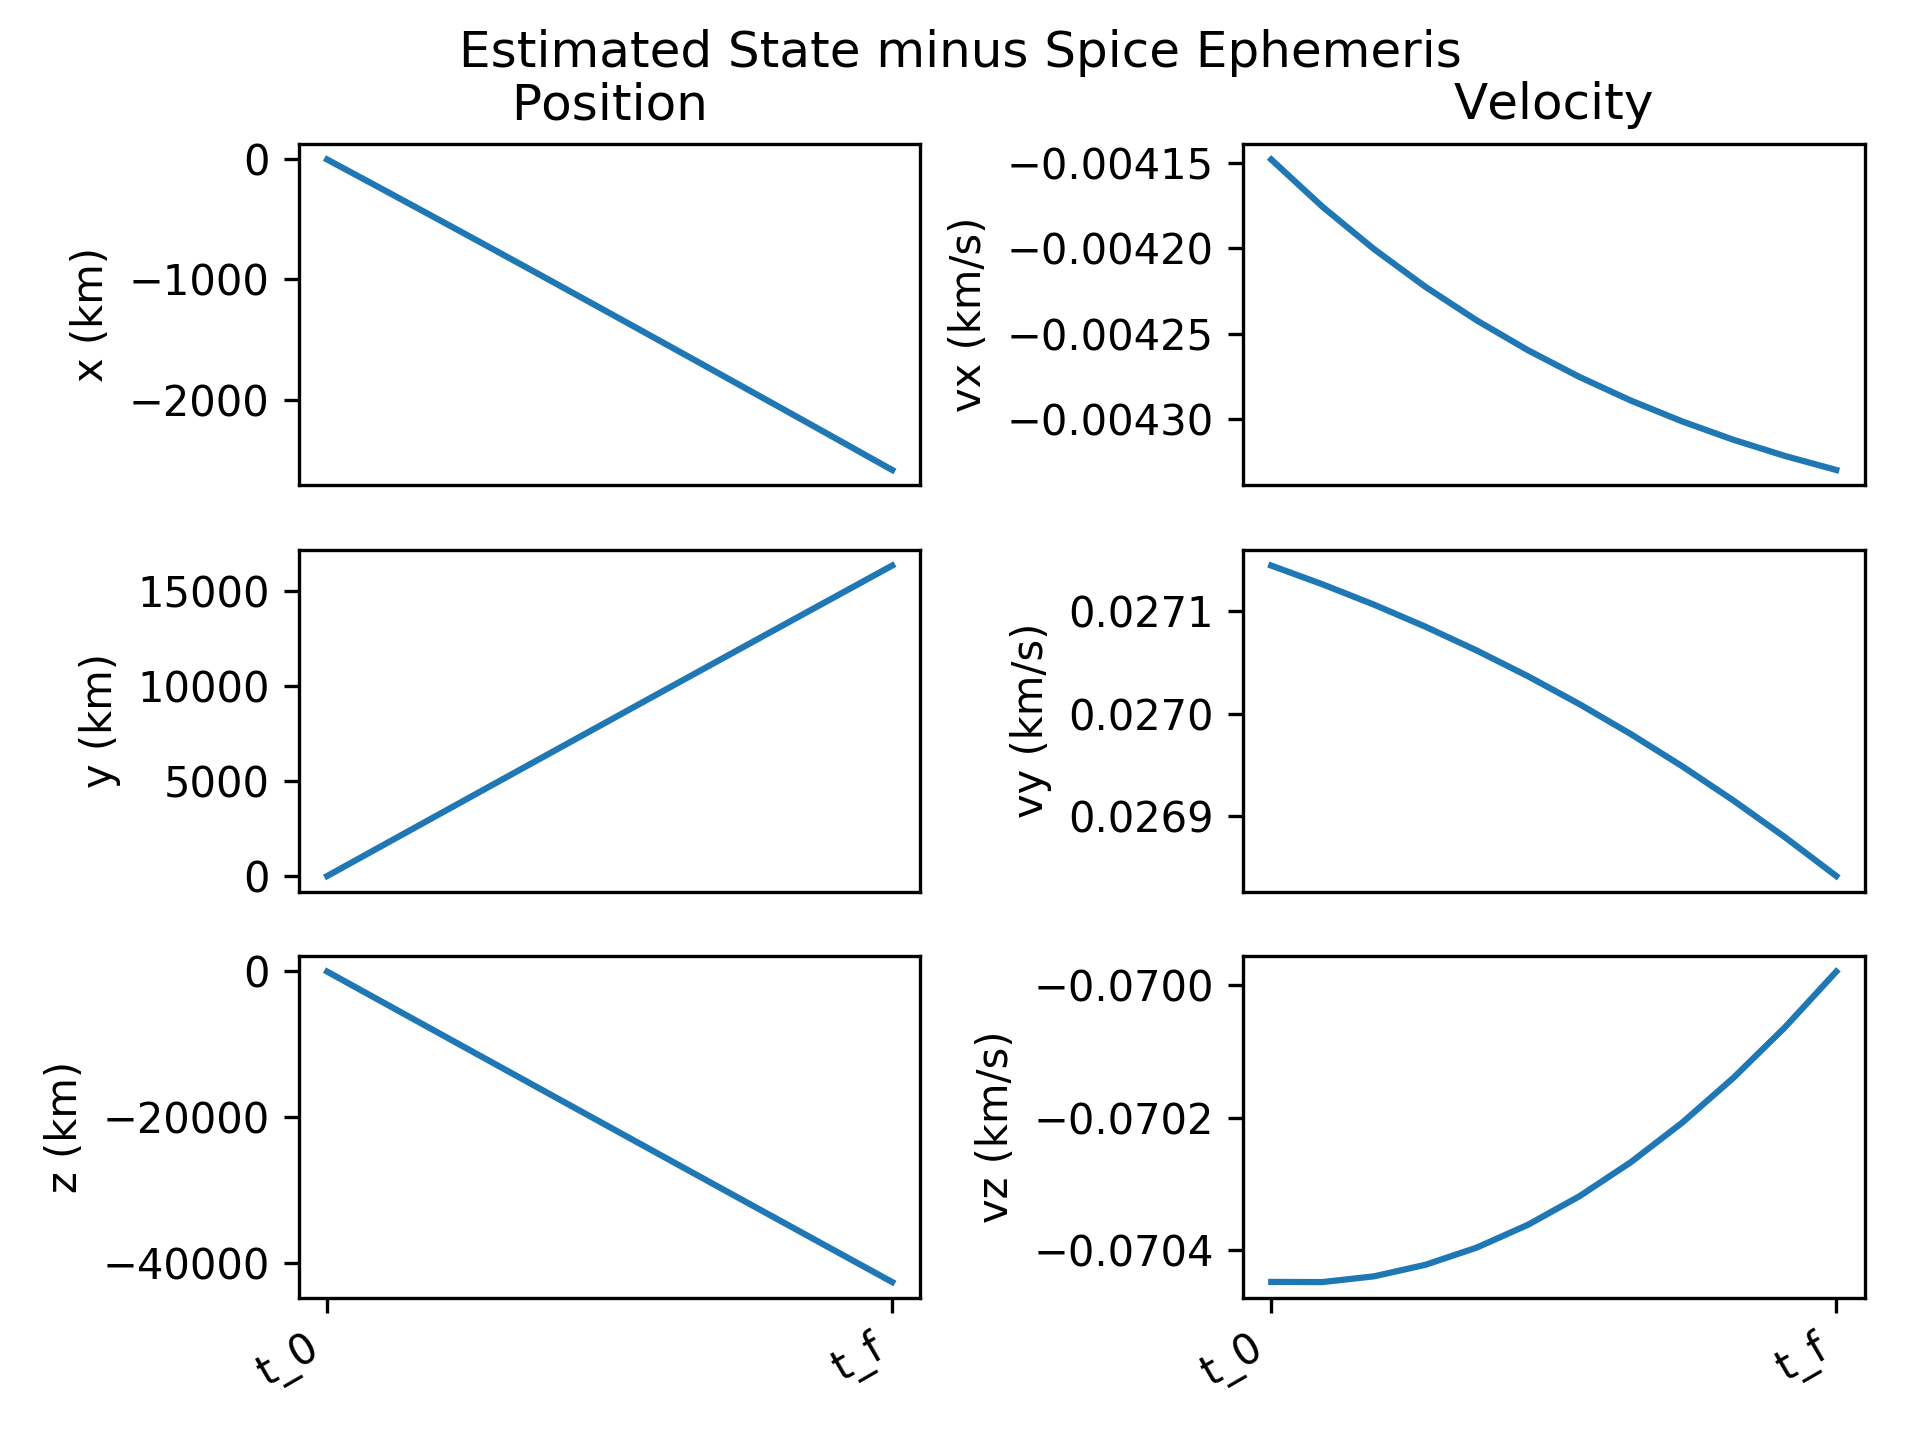 Estimated State minus Spice Ephemeris
Position
Velocity
0
−1000
−2000
x (km)
−0.00415
−0.00420
−0.00425
−0.00430
vx (km/s)
15000
10000
5000
0
y (km)
0.0271
0.0270
0.0269
vy (km/s)
0
−20000
−40000
z (km)
−0.0700
−0.0702
−0.0704
vz (km/s)
t_0
t_f
t_0
t_f